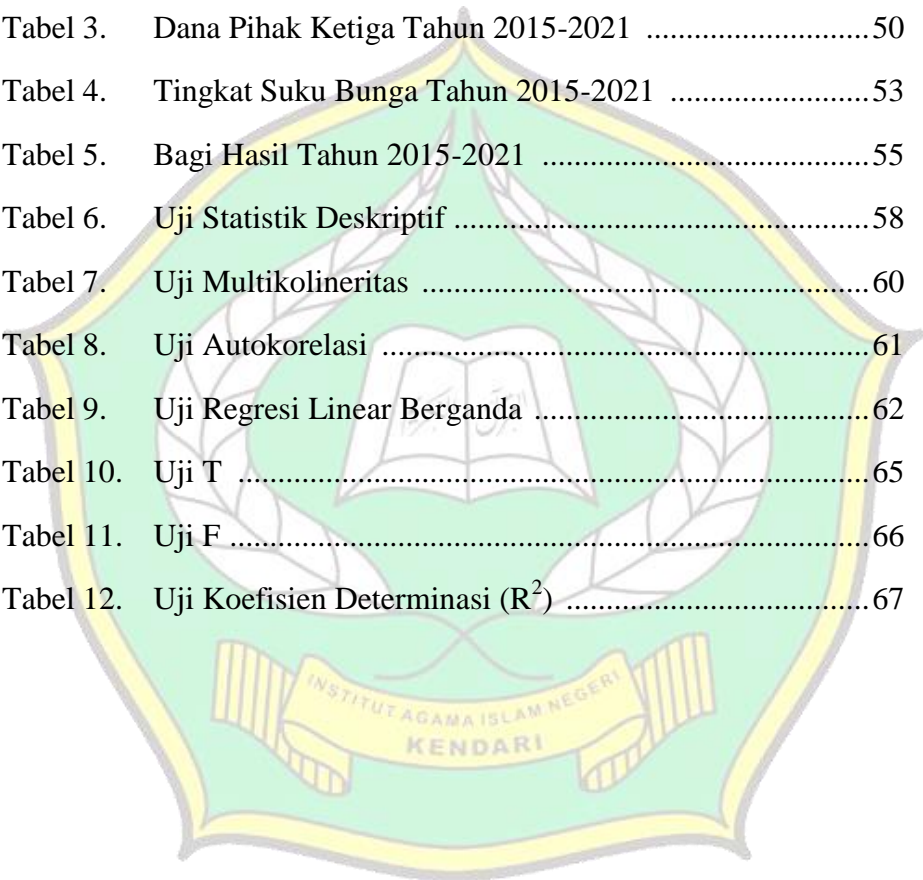 Tabel 3. Dana Pihak Ketiga Tahun 2015-2021 ............................50
Tabel 4. Tingkat Suku Bunga Tahun 2015-2021 .........................53
Tabel 5. Bagi Hasil Tahun 2015-2021 .........................................55
Tabel 6. Uji Statistik Deskriptif ....................................................58
Tabel 7. Uji Multikolineritas ........................................................60
Tabel 8. Uji Autokorelasi .............................................................61
Tabel 9. Uji Regresi Linear Berganda ..........................................62
Tabel 10. Uji T ..............................................................................65
Tabel 11. Uji F ................................................................................66
Tabel 12. Uji Koefisien Determinasi (R²) ......................................67
INSTITUT AGAMA ISLAM NEGERI
KENDARI